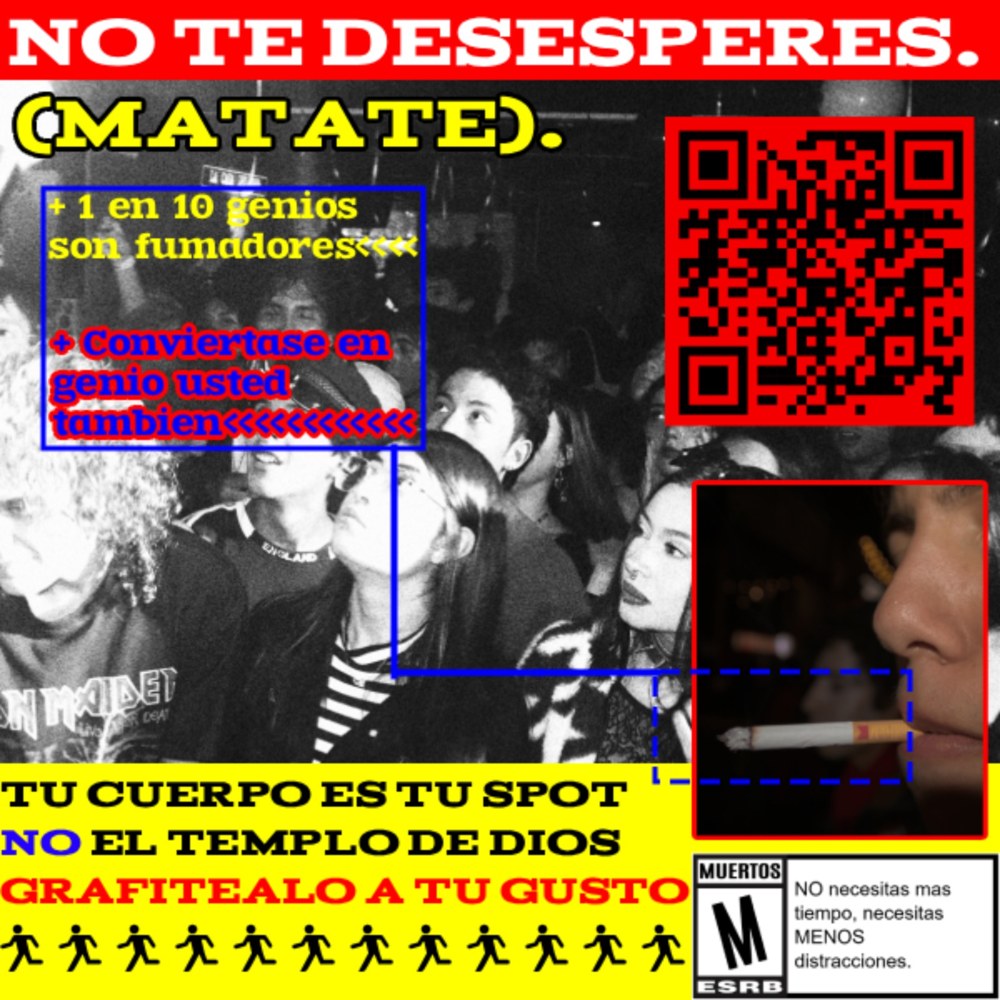 NO TE DESESPERES.
(MATATE).
+ 1 en 10 genios
son fumadores<<<<
+ Conviertase en
genio usted
tambien<<<<<<<<<<<<
ENGLAND
N MAIDEN
TU CUERPO ES TU SPOT
NO EL TEMPLO DE DIOS
GRAFITEALO A TU GUSTO
MUERTOS
M
ESRB
NO necesitas mas
tiempo, necesitas
MENOS
distracciones.